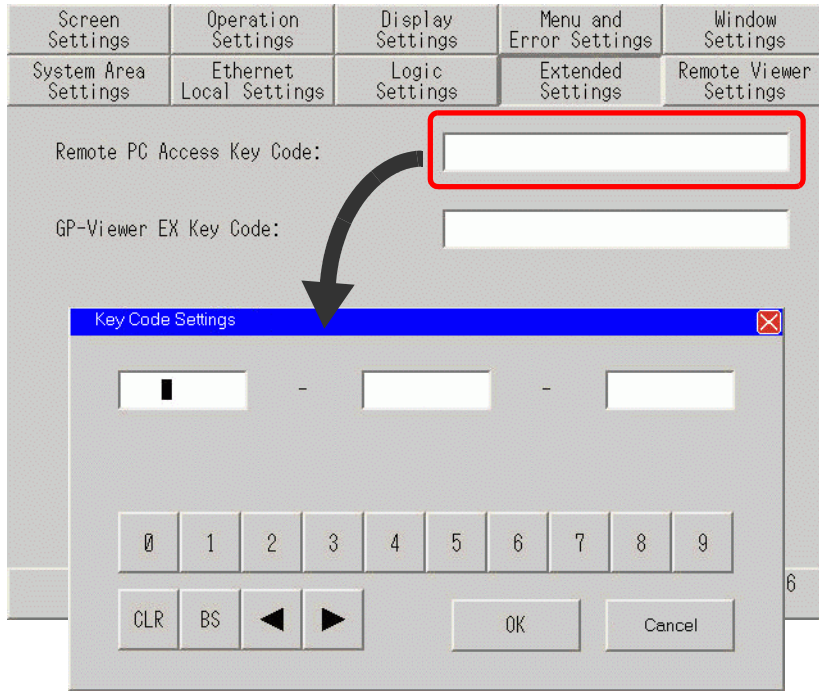 Screen Settings
Operation Settings
Display Settings
Menu and Error Settings
Window Settings
System Area Settings
Ethernet Local Settings
Logic Settings
Extended Settings
Remote Viewer Settings
Remote PC Access Key Code:
GP-Viewer EX Key Code:
Key Code Settings
- -
0 1 2 3 4 5 6 7 8 9
6
CLR BS ◀ ▶ OK Cancel